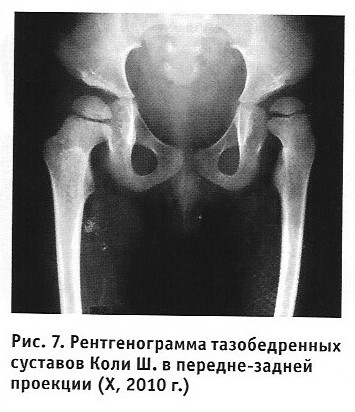 Рис. 7. Рентгенограмма тазобедренных
суставов Коли Ш. в передне-задней
проекции (X, 2010 г.)